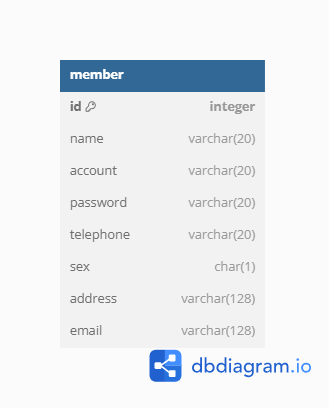 member
id integer
name varchar(20)
account varchar(20)
password varchar(20)
telephone varchar(20)
sex char(1)
address varchar(128)
email varchar(128)
dbdiagram.io